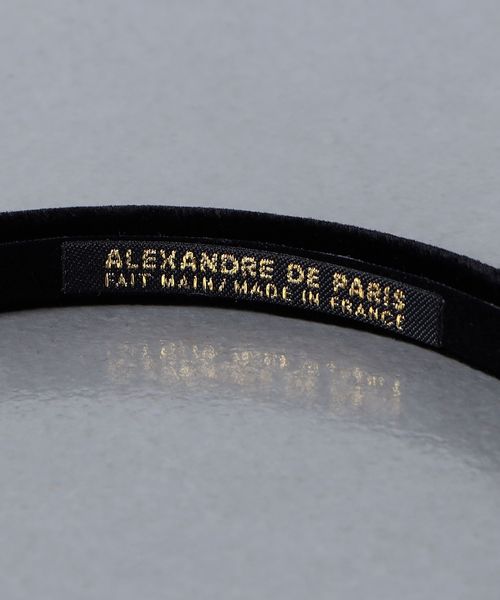 ALEXANDRE DE PARIS
FAIT MAIN/MADE IN FRANCE